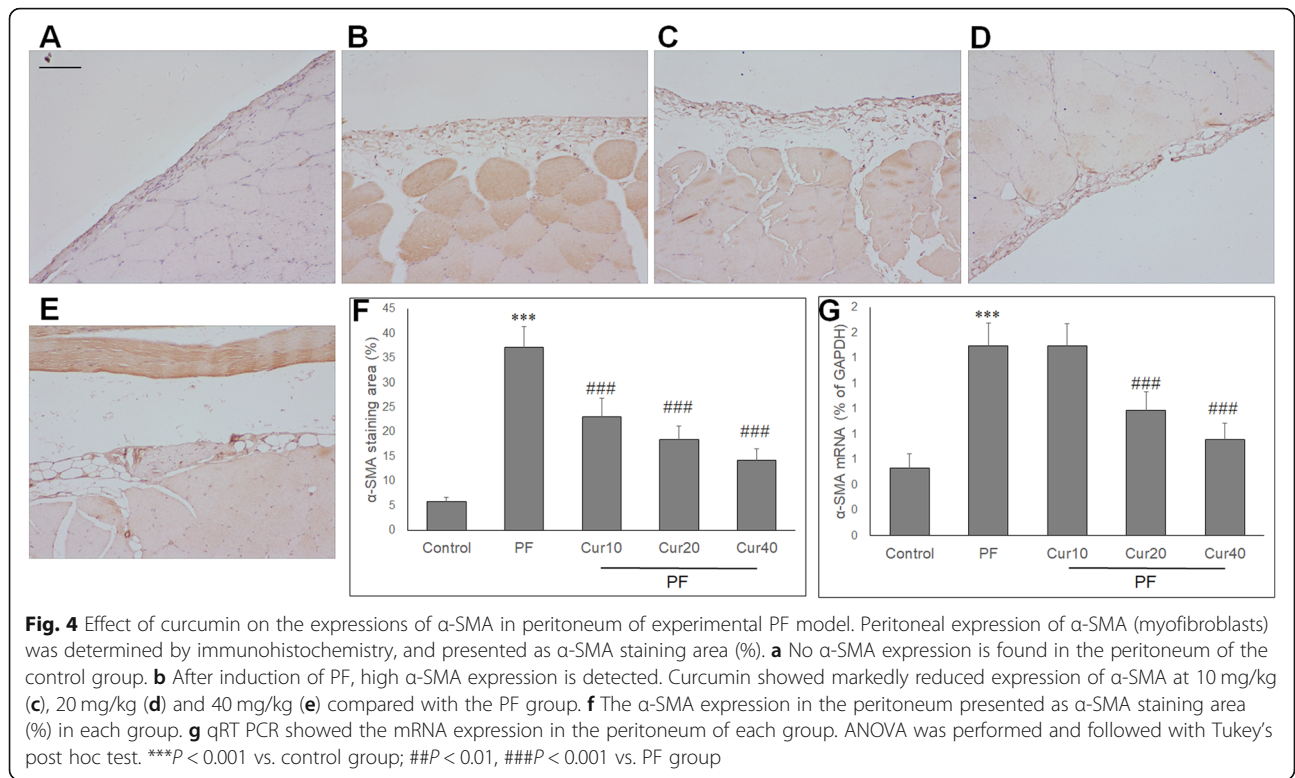 A
B
C
D
E
F
α-SMA staining area (%)
45
40
35
30
25
20
15
10
5
0
***
###
###
###
Control PF Cur10 Cur20 Cur40
PF
G
α-SMA mRNA (% of GAPDH)
2
2
1
1
1
1
1
0
0
0
***
###
###
Control PF Cur10 Cur20 Cur40
PF
Fig. 4 Effect of curcumin on the expressions of α-SMA in peritoneum of experimental PF model. Peritoneal expression of α-SMA (myofibroblasts)
was determined by immunohistochemistry, and presented as α-SMA staining area (%). a No α-SMA expression is found in the peritoneum of the
control group. b After induction of PF, high α-SMA expression is detected. Curcumin showed markedly reduced expression of α-SMA at 10 mg/kg
(c), 20 mg/kg (d) and 40 mg/kg (e) compared with the PF group. f The α-SMA expression in the peritoneum presented as α-SMA staining area
(%) in each group. g qRT PCR showed the mRNA expression in the peritoneum of each group. ANOVA was performed and followed with Tukey's
post hoc test. ***P < 0.001 vs. control group; ##P < 0.01, ###P < 0.001 vs. PF group